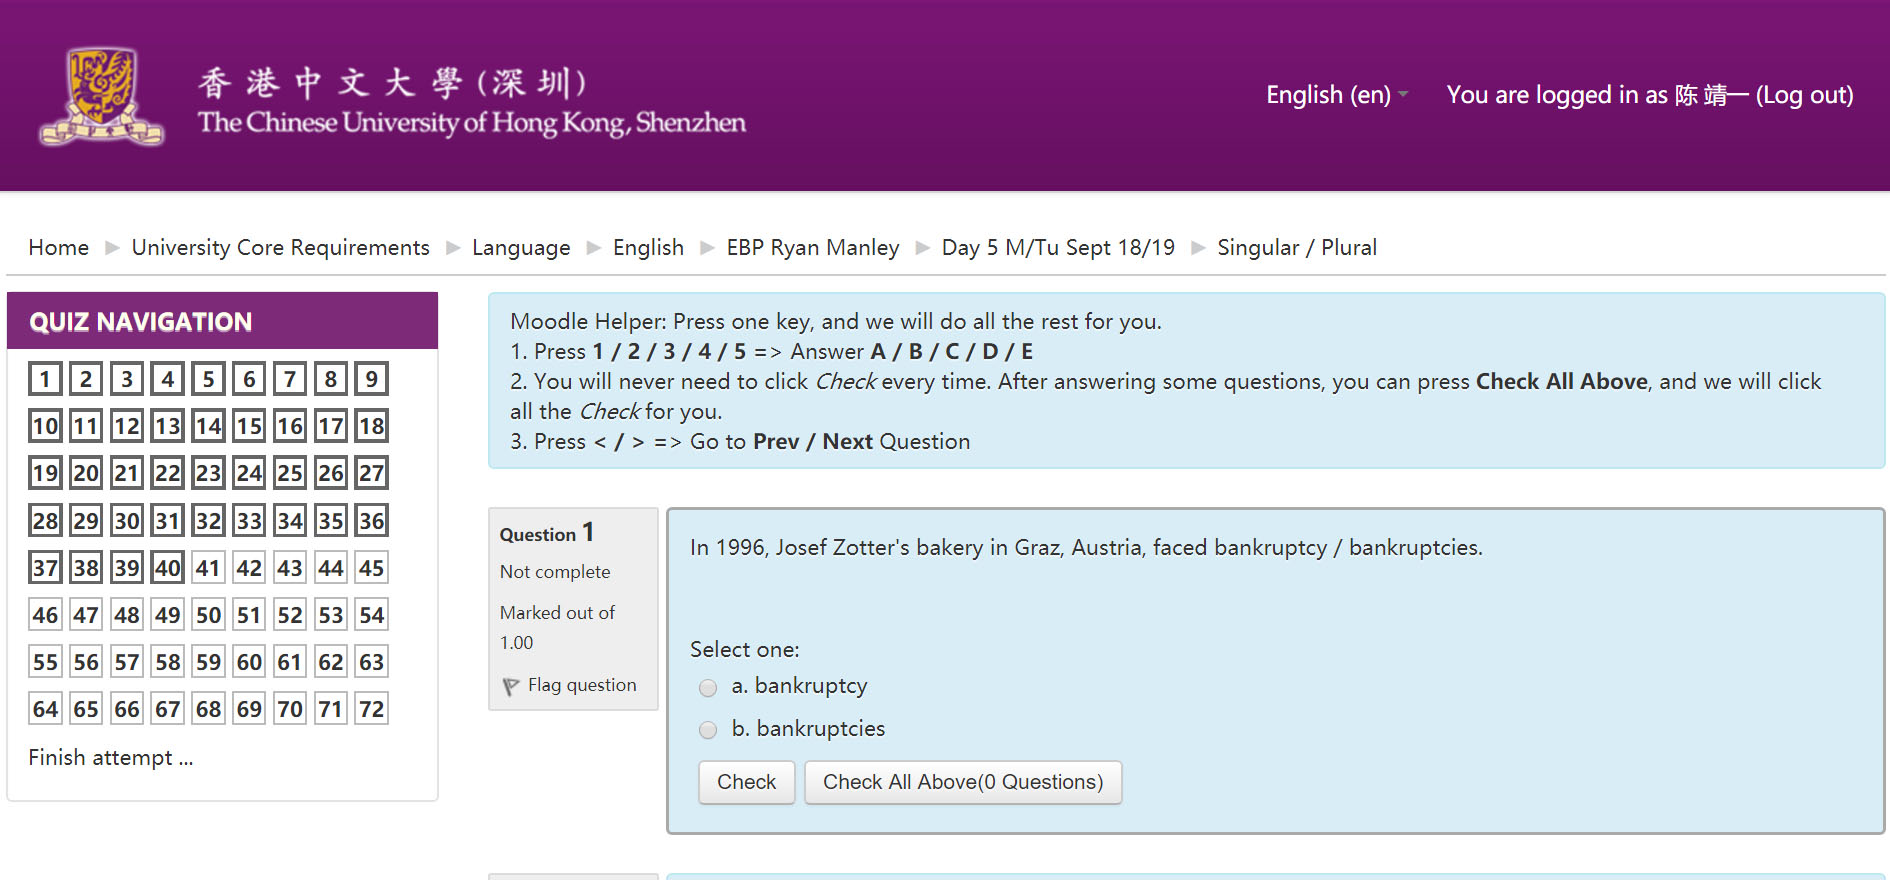 香港中文大學(深圳)
The Chinese University of Hong Kong, Shenzhen
English (en)
You are logged in as 陈 靖一 (Log out)
Home University Core Requirements Language English EBP Ryan Manley Day 5 M/Tu Sept 18/19 Singular / Plural
QUIZ NAVIGATION
1 2 3 4 5 6 7 8 9
10 11 12 13 14 15 16 17 18
19 20 21 22 23 24 25 26 27
28 29 30 31 32 33 34 35 36
37 38 39 40 41 42 43 44 45
46 47 48 49 50 51 52 53 54
55 56 57 58 59 60 61 62 63
64 65 66 67 68 69 70 71 72
Finish attempt ...
Moodle Helper: Press one key, and we will do all the rest for you.
1. Press 1 / 2 / 3 / 4 / 5 => Answer A / B / C / D / E
2. You will never need to click Check every time. After answering some questions, you can press Check All Above, and we will click
all the Check for you.
3. Press < / > => Go to Prev / Next Question
Question 1
Not complete
Marked out of
1.00
Flag question
In 1996, Josef Zotter's bakery in Graz, Austria, faced bankruptcy / bankruptcies.
Select one:
a. bankruptcy
b. bankruptcies
Check
Check All Above(0 Questions)